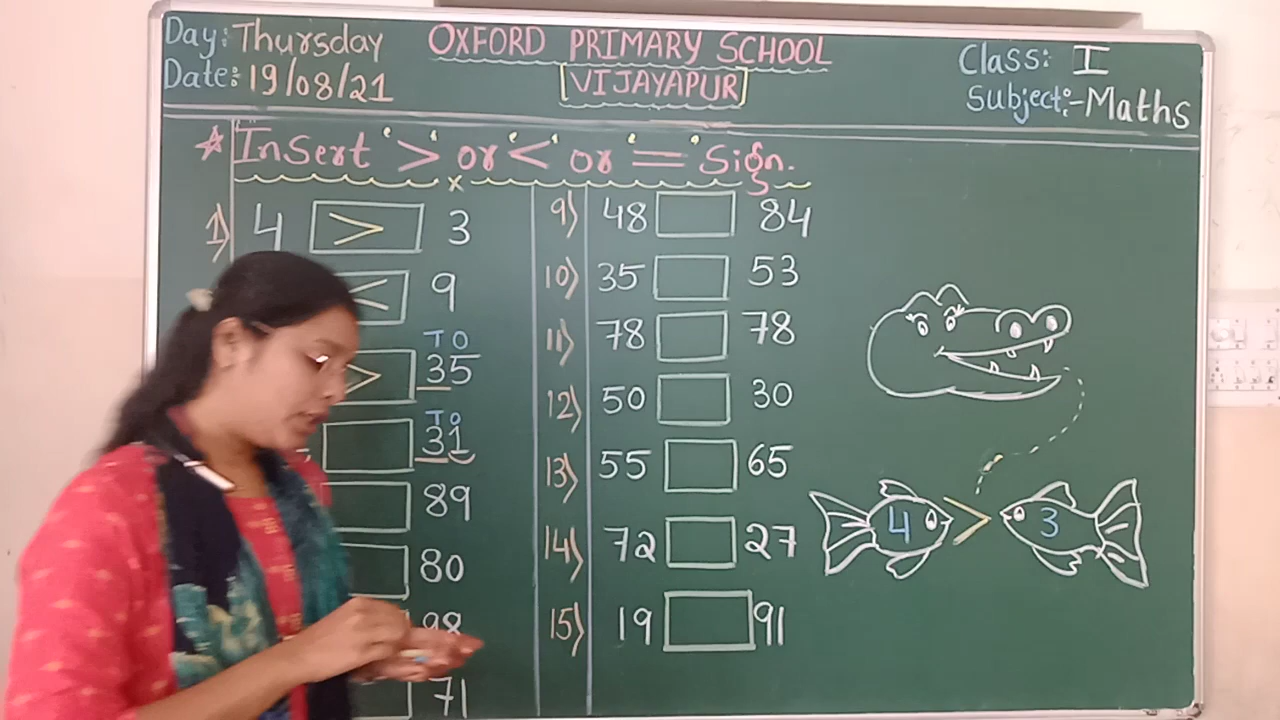 Day: Thursday
Date: 19/08/21
OXFORD PRIMARY SCHOOL
[VIJAYAPUR]
Class: I
Subject:- Maths
* Insert '>' or '<' or '=' Sign.
1) 4 > 3
< 9
TO
> 35
TO
31
89
80
98
71
9) 48 84
10) 35 53
11) 78 78
12) 50 30
13) 55 65
14) 72 27
15) 19 91
4 > 3